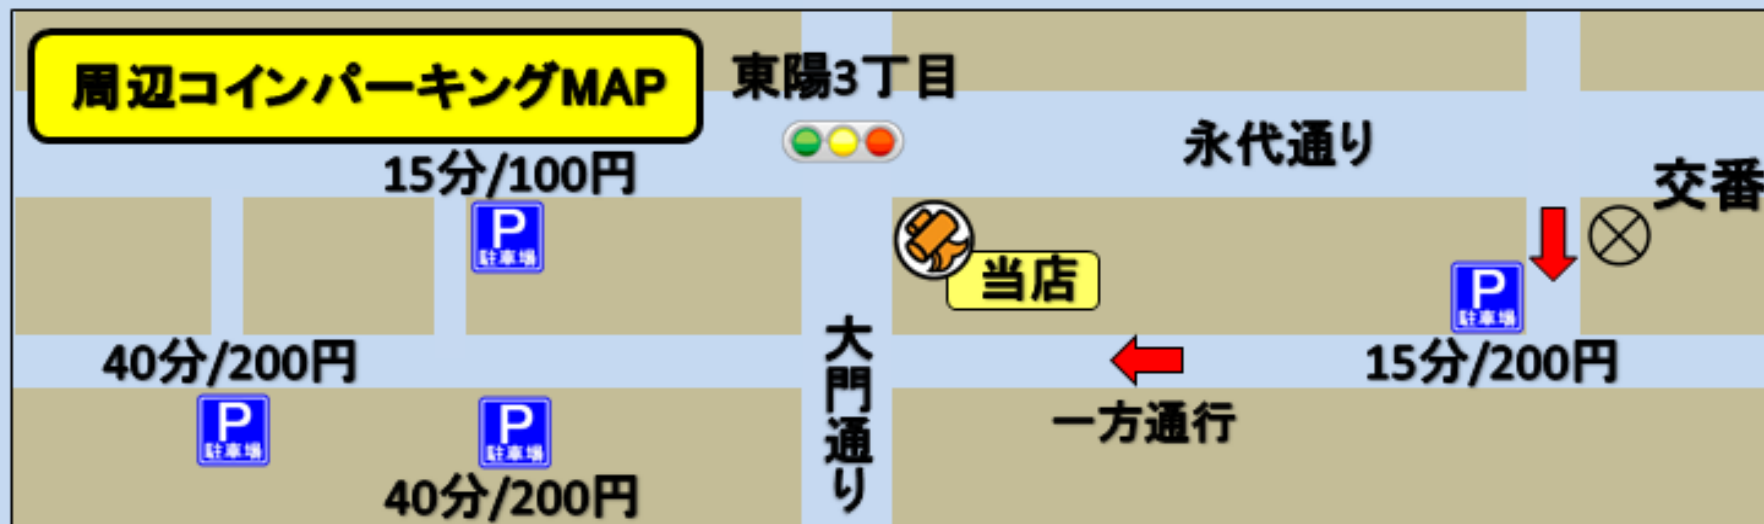 周辺コインパーキングMAP
東陽3丁目
永代通り
15分/100円
交番
P
駐車場
当店
P
駐車場
大門通り
40分/200円
15分/200円
一方通行
P
駐車場
P
駐車場
40分/200円